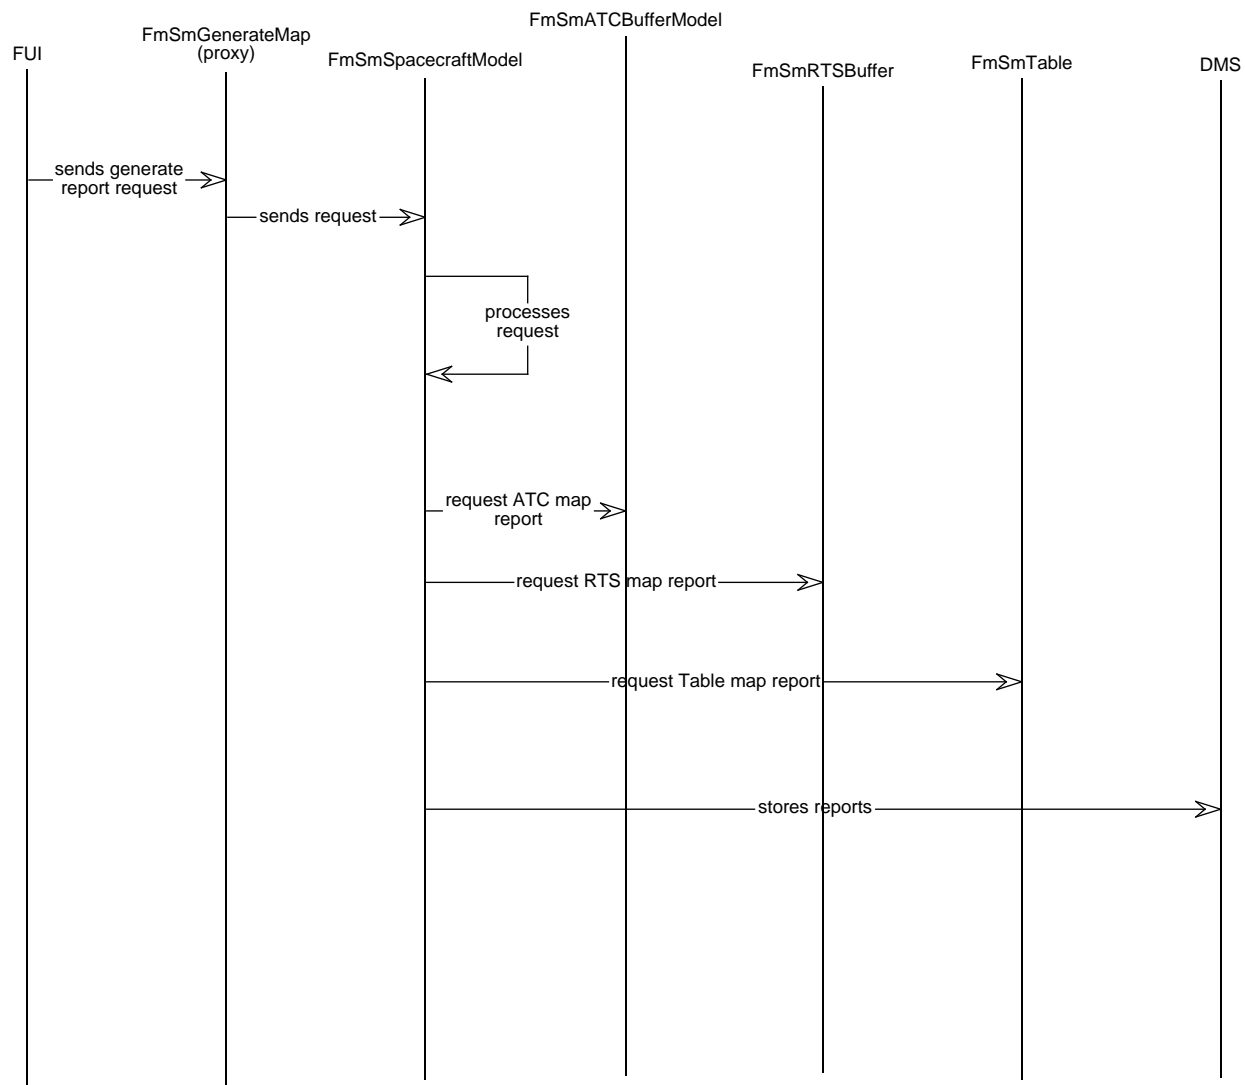 FUI
FmSmGenerateMap
(proxy)
FmSmSpacecraftModel
FmSmATCBufferModel
FmSmRTSBuffer
FmSmTable
DMS
sends generate
report request
sends request
processes
request
request ATC map
report
request RTS map report
request Table map report
stores reports